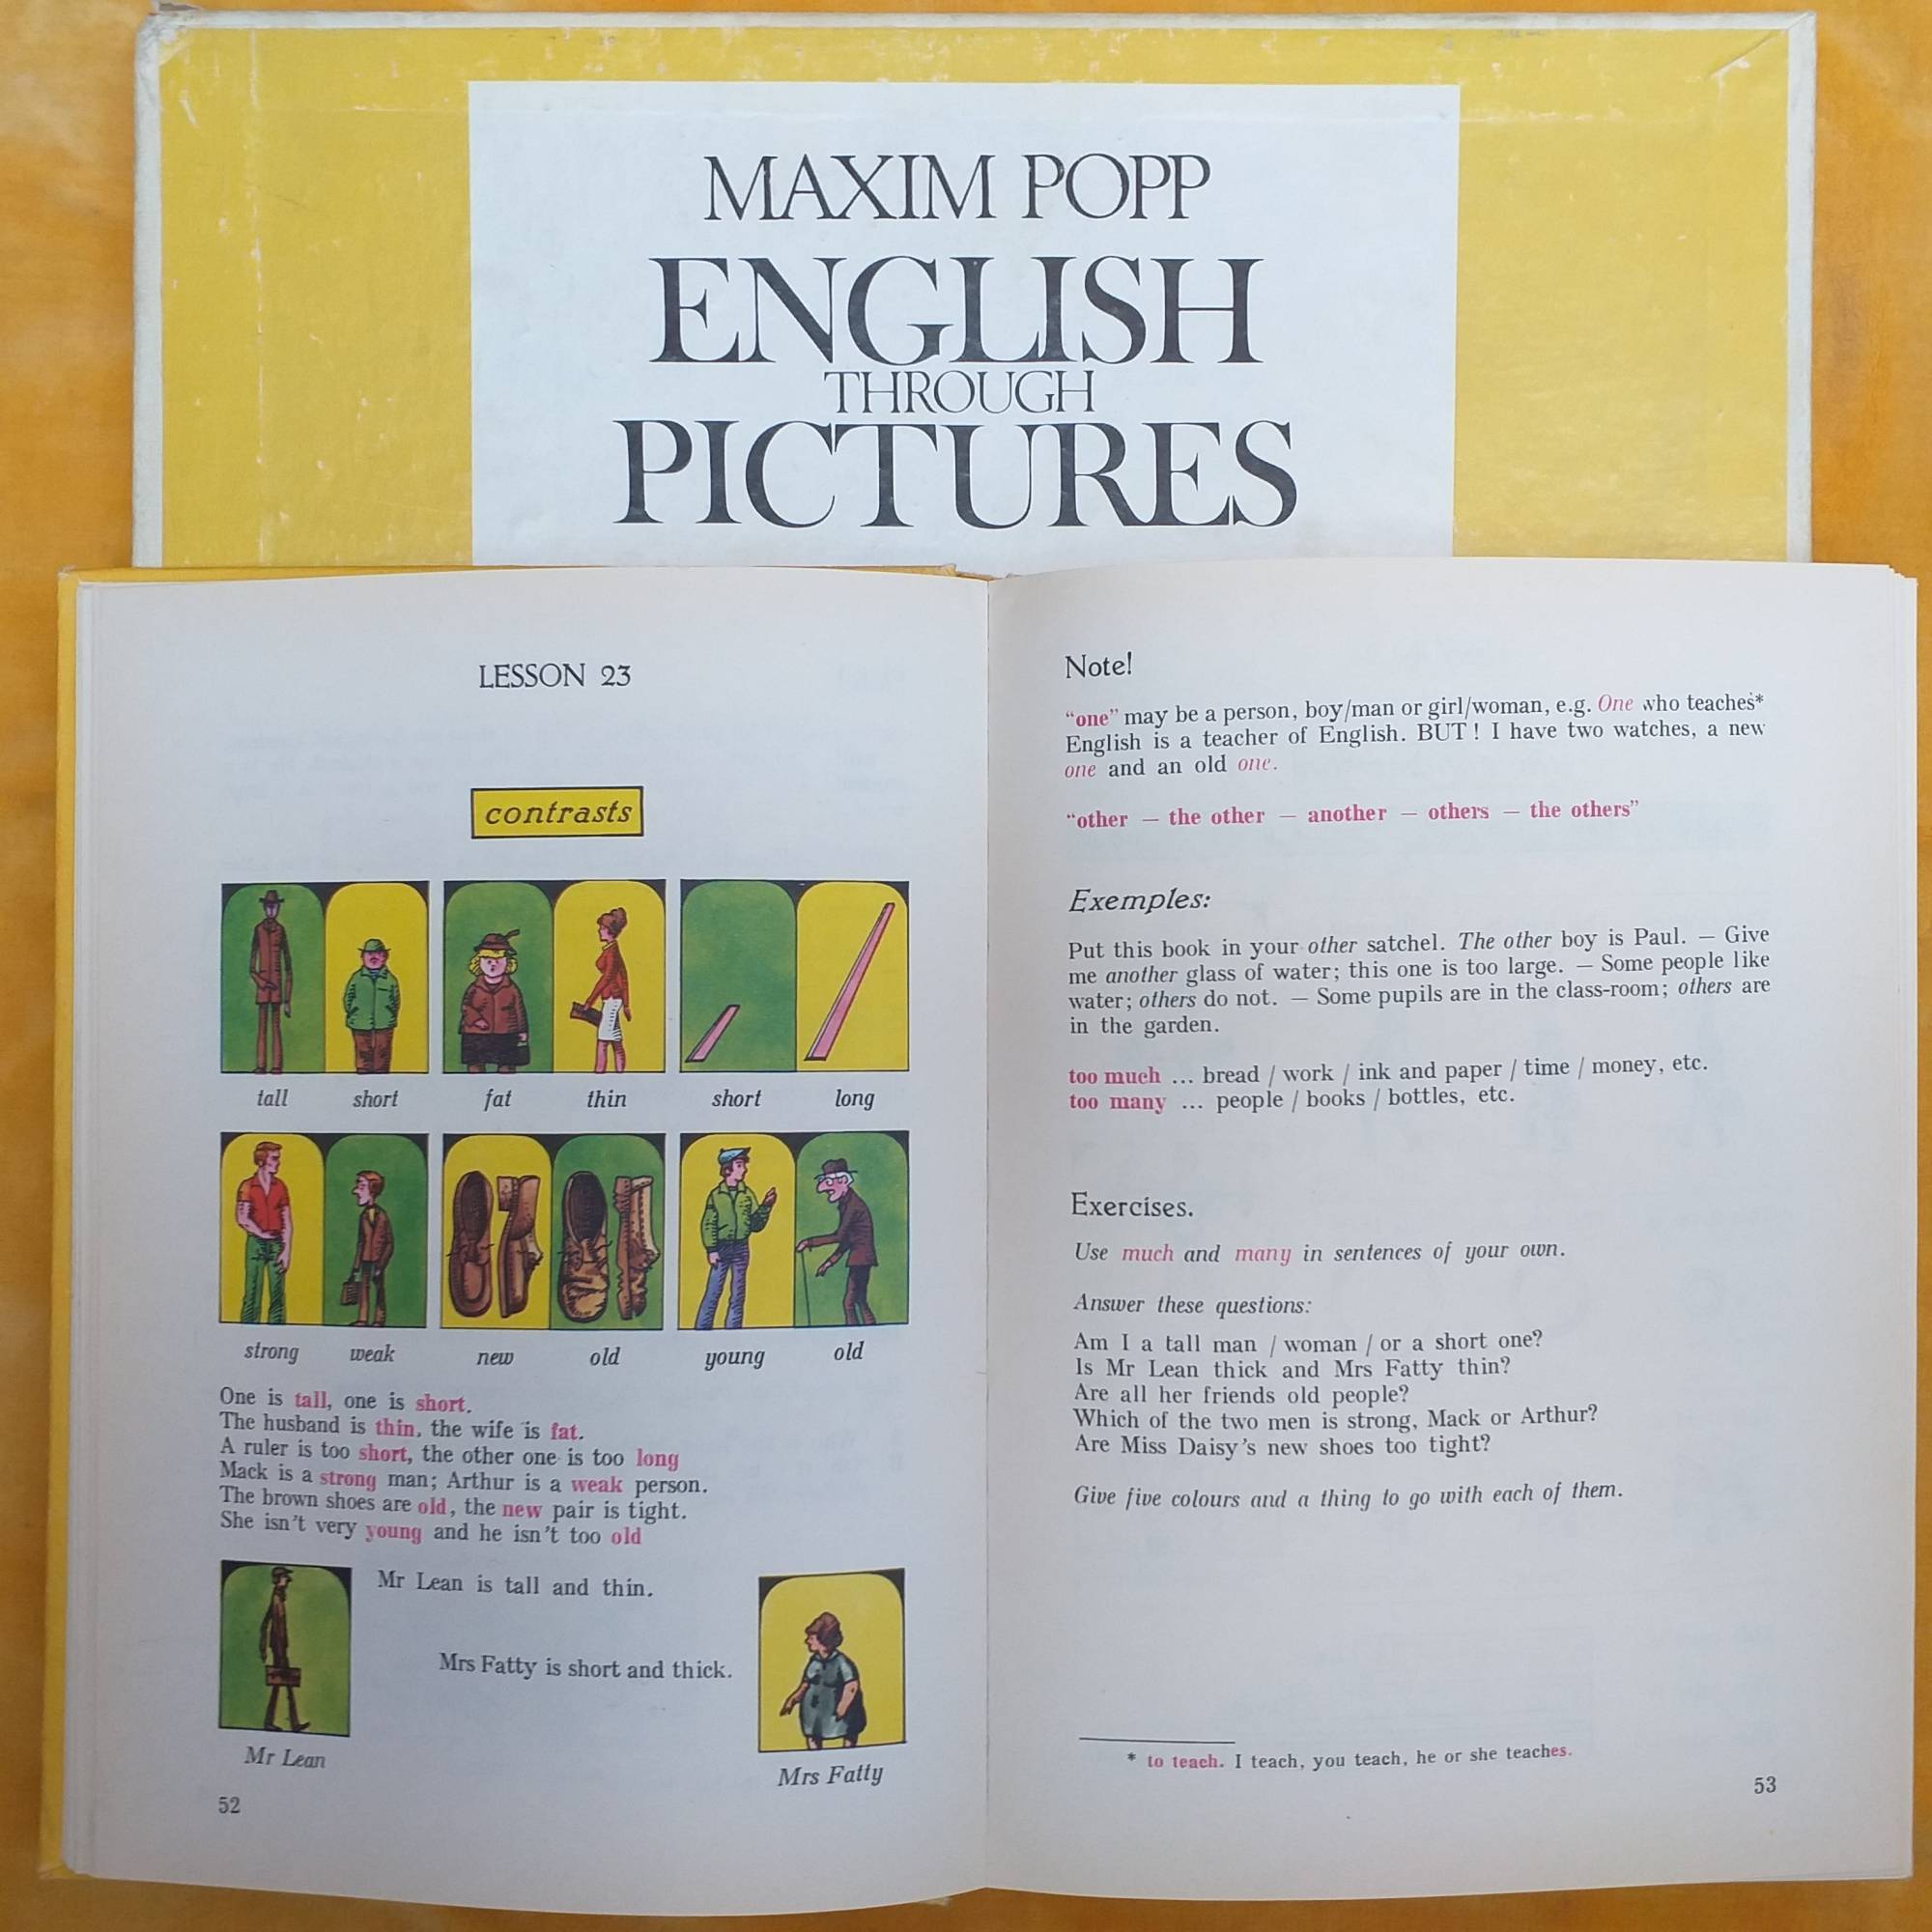 MAXIM POPP
ENGLISH
THROUGH
PICTURES
LESSON 23
contrasts
tall short fat thin short long
strong weak new old young old
One is tall, one is short.
The husband is thin, the wife is fat.
A ruler is too short, the other one is too long
Mack is a strong man; Arthur is a weak person.
The brown shoes are old, the new pair is tight.
She isn't very young and he isn't too old
Mr Lean is tall and thin.
Mrs Fatty is short and thick.
Mr Lean
Mrs Fatty
52
Note!
“one” may be a person, boy/man or girl/woman, e.g. One who teaches*
English is a teacher of English. BUT! I have two watches, a new
one and an old one.
“other — the other — another — others — the others”
Exemples:
Put this book in your other satchel. The other boy is Paul. — Give
me another glass of water; this one is too large. — Some people like
water; others do not. — Some pupils are in the class-room; others are
in the garden.
too much ... bread / work / ink and paper / time / money, etc.
too many ... people / books / bottles, etc.
Exercises.
Use much and many in sentences of your own.
Answer these questions:
Am I a tall man / woman / or a short one?
Is Mr Lean thick and Mrs Fatty thin?
Are all her friends old people?
Which of the two men is strong, Mack or Arthur?
Are Miss Daisy's new shoes too tight?
Give five colours and a thing to go with each of them.
* to teach. I teach, you teach, he or she teaches.
53